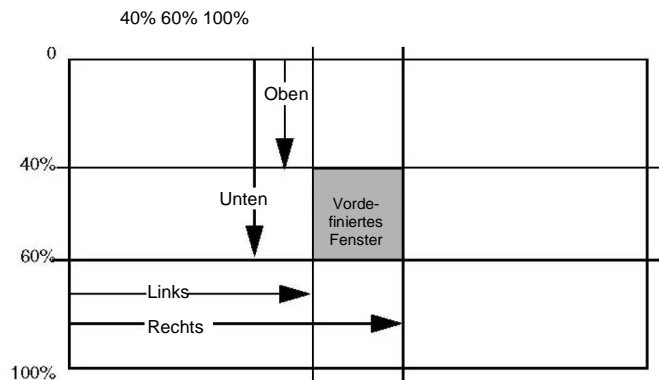 40% 60% 100%
0
Oben
40%
Unten
Vorde-
finiertes
Fenster
60%
Links
Rechts
100%